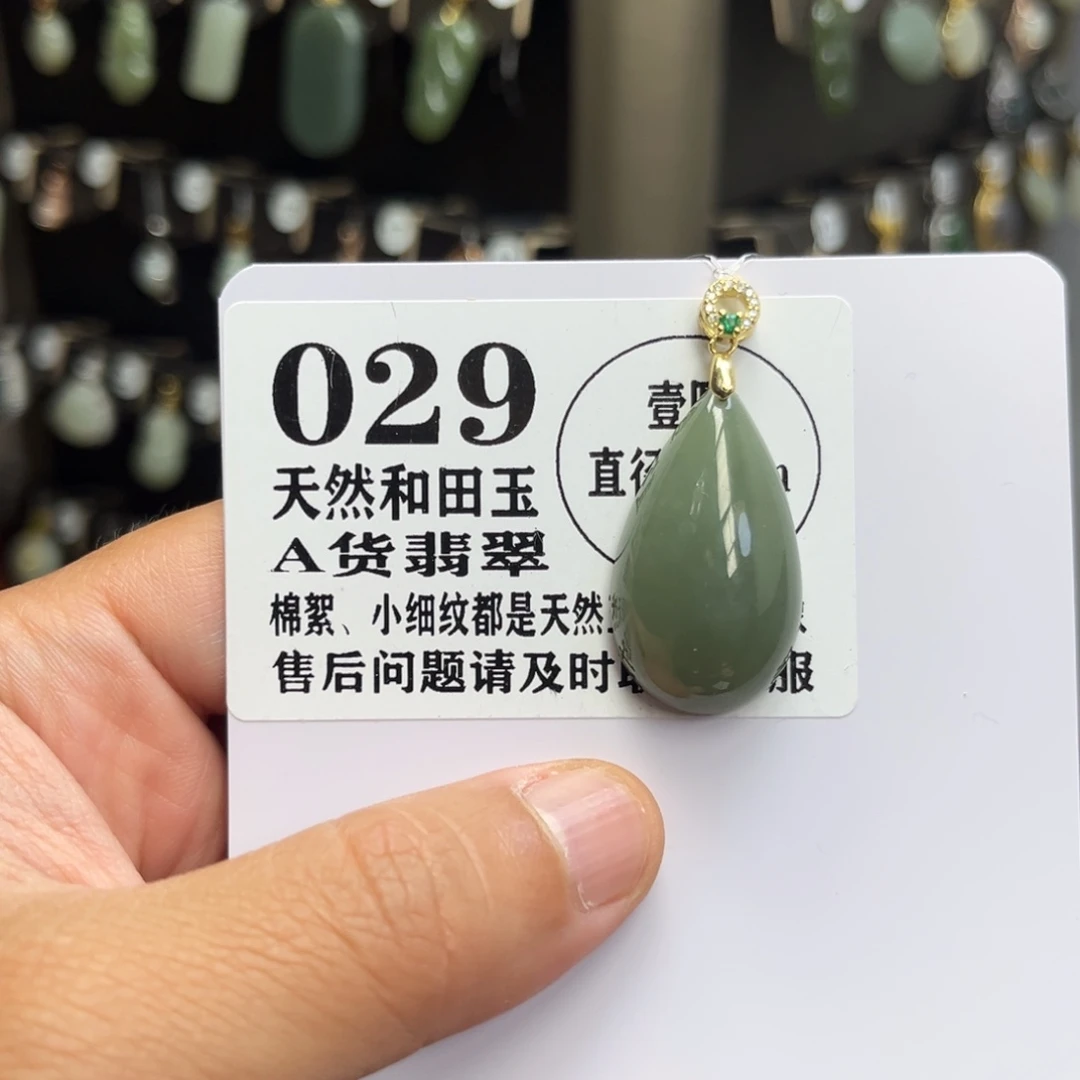 029
天然和田玉
A货翡翠
棉絮、小细纹都是天然
售后问题请及时
服
壹
直径